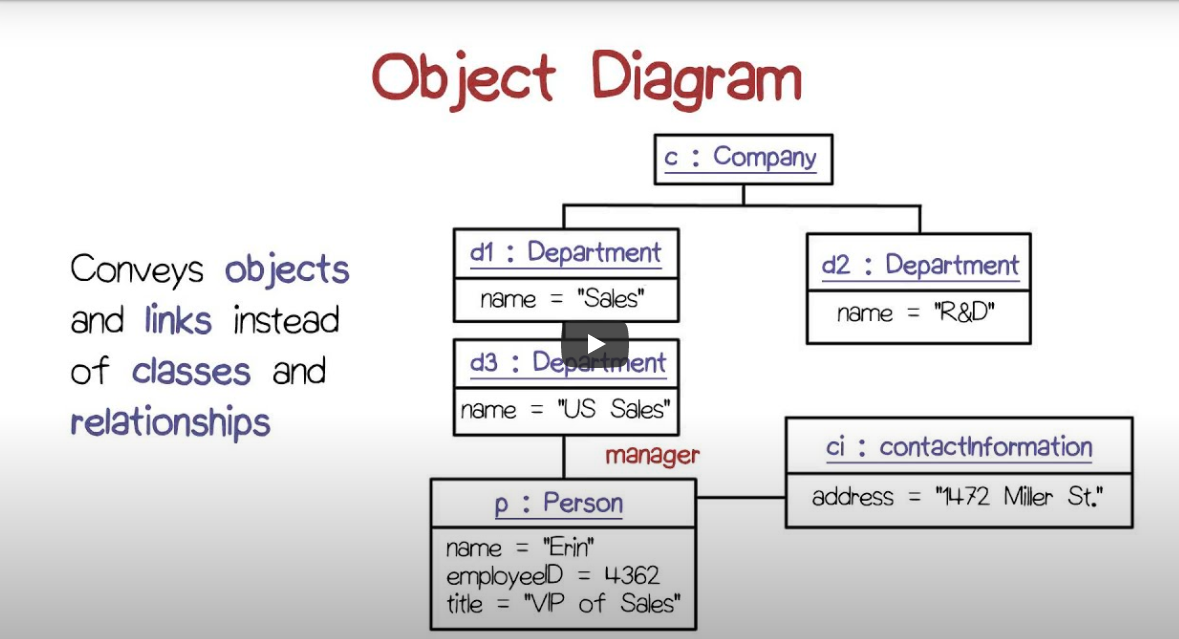 Object Diagram
c : Company
d1 : Department
name = "Sales"
d2 : Department
name = "R&D"
Conveys objects
and links instead
of classes and
relationships
d3 : Department
name = "US Sales"
manager
ci : contactInformation
address = "1472 Miller St."
p : Person
name = "Erin"
employeeID = 4362
title = "VIP of Sales"